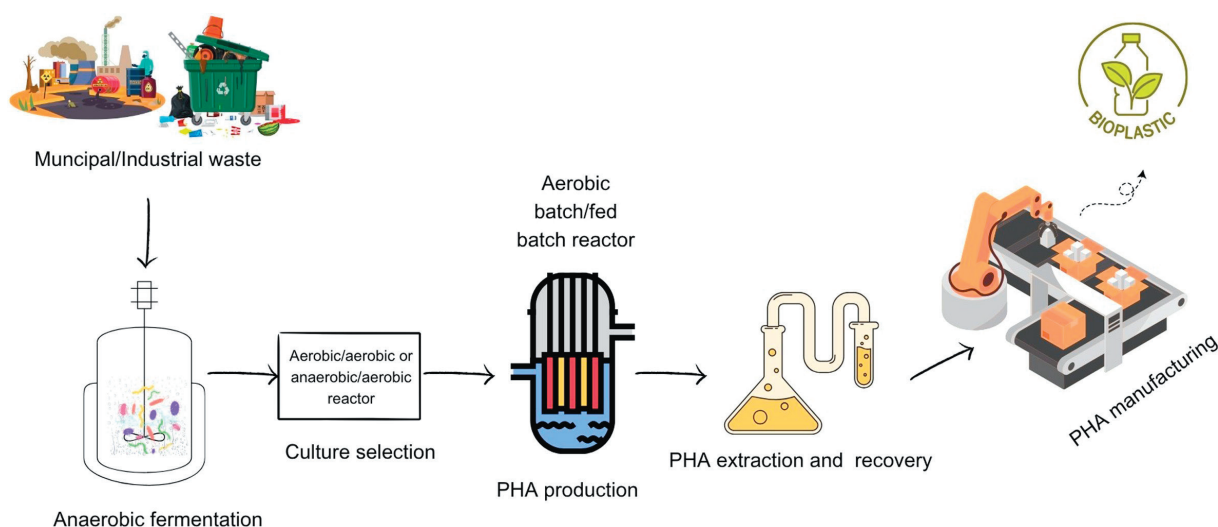 Muncipal/Industrial waste
Anaerobic fermentation
Aerobic/aerobic or
anaerobic/aerobic
reactor
Culture selection
Aerobic
batch/fed
batch reactor
PHA production
PHA extraction and recovery
PHA manufacturing
BIOPLASTIC